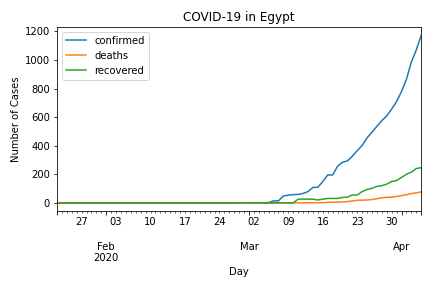 COVID-19 in Egypt
confirmed
deaths
recovered
Number of Cases
1200
1000
800
600
400
200
0
27 03 10 17 24 02 09 16 23 30
Feb Mar Apr
2020
Day